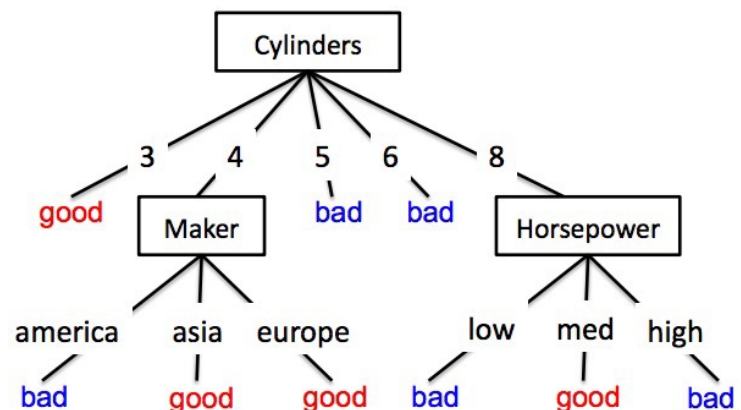 Cylinders
3 4 5 6 8
good Maker bad bad Horsepower
america asia europe low med high
bad good good bad good bad